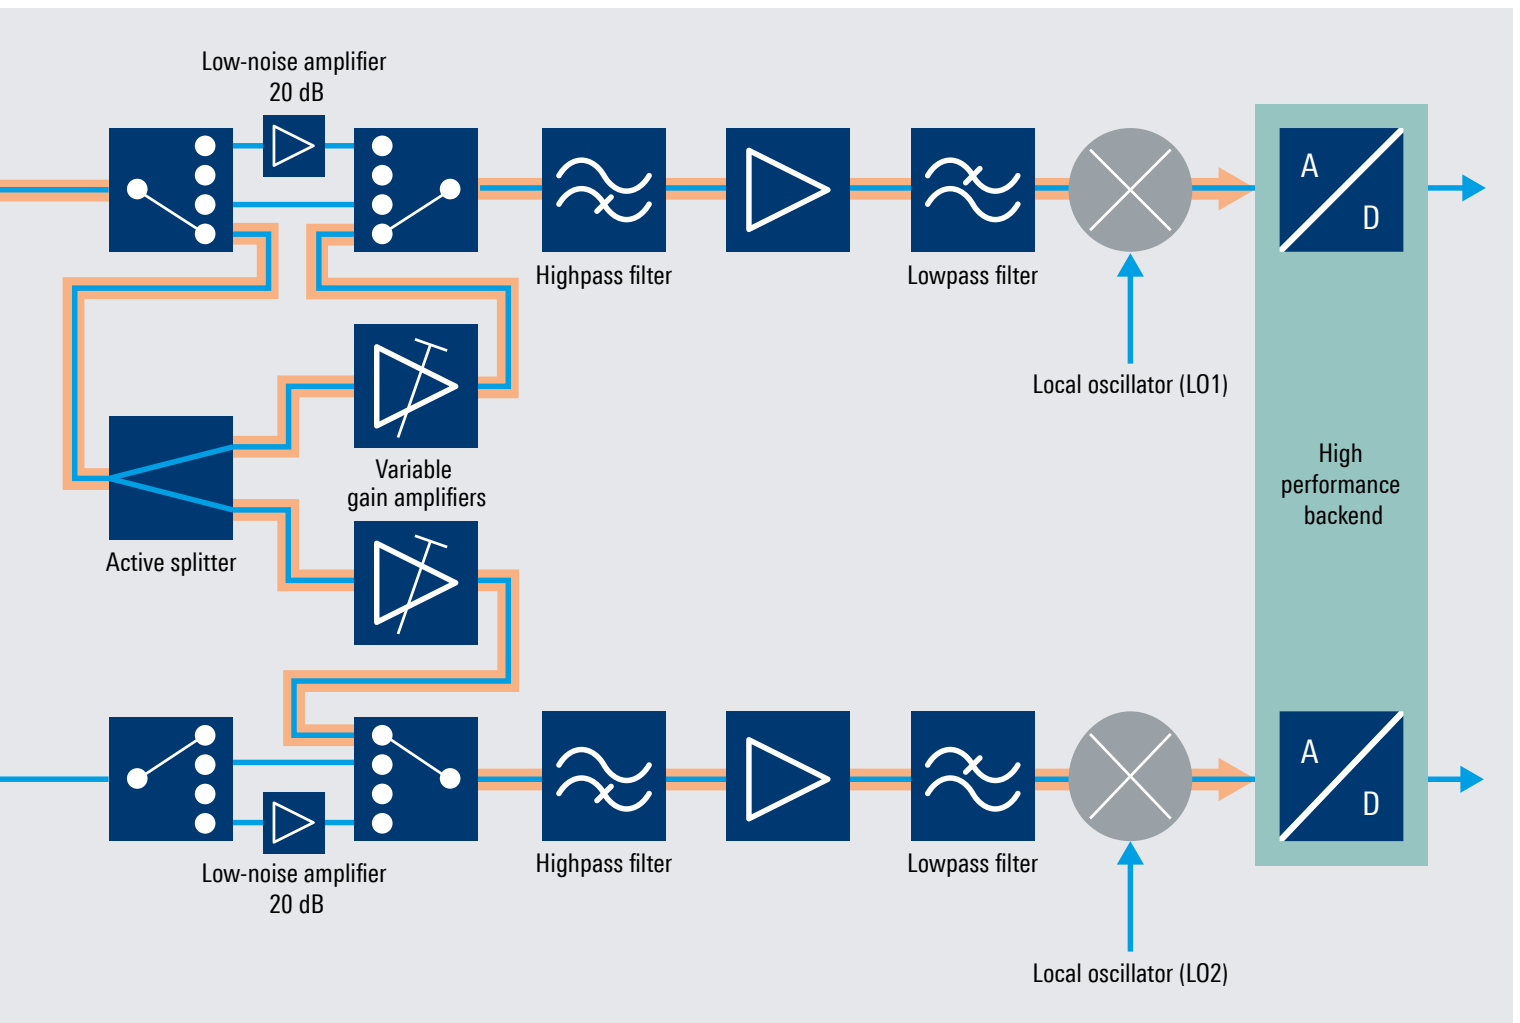 Low-noise amplifier
20 dB
A
D
Highpass filter
Lowpass filter
Local oscillator (LO1)
Variable
gain amplifiers
High
performance
backend
Active splitter
A
D
Low-noise amplifier
20 dB
Highpass filter
Lowpass filter
Local oscillator (LO2)